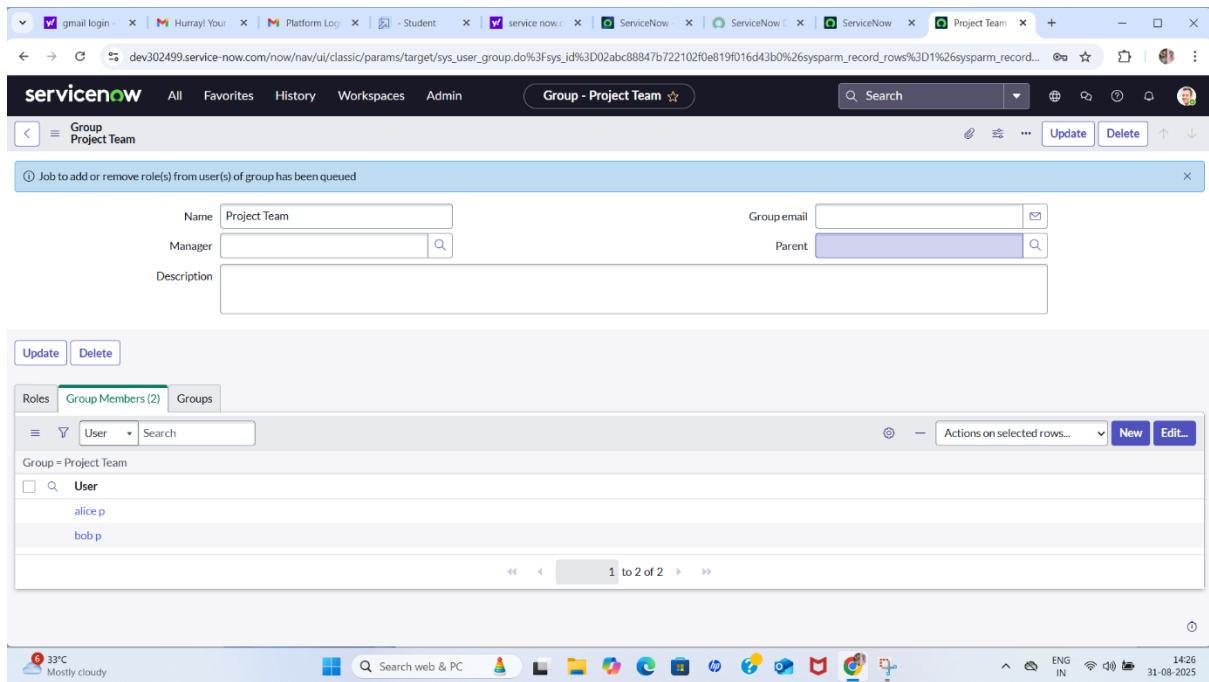 gmail login -
Hurray! Your
Platform Log
- Student
service now.c
ServiceNow -
ServiceNow D
ServiceNow
Project Team
dev302499.service-now.com/now/nav/ui/classic/params/target/sys_user_group.do%3Fsys_id%3D02abc88847b722102f0e819f016d43b0%26sysparm_record_rows%3D1%26sysparm_record...
servicenow All Favorites History Workspaces Admin Group - Project Team Search
Group
Project Team
Update Delete
Job to add or remove role(s) from user(s) of group has been queued
Name Project Team Group email
Manager Parent
Description
Update Delete
Roles Group Members (2) Groups
User Search Actions on selected rows... New Edit...
Group = Project Team
User
alice p
bob p
1 to 2 of 2
6 33°C
Mostly cloudy
Search web & PC
ENG
IN
14:26
31-08-2025